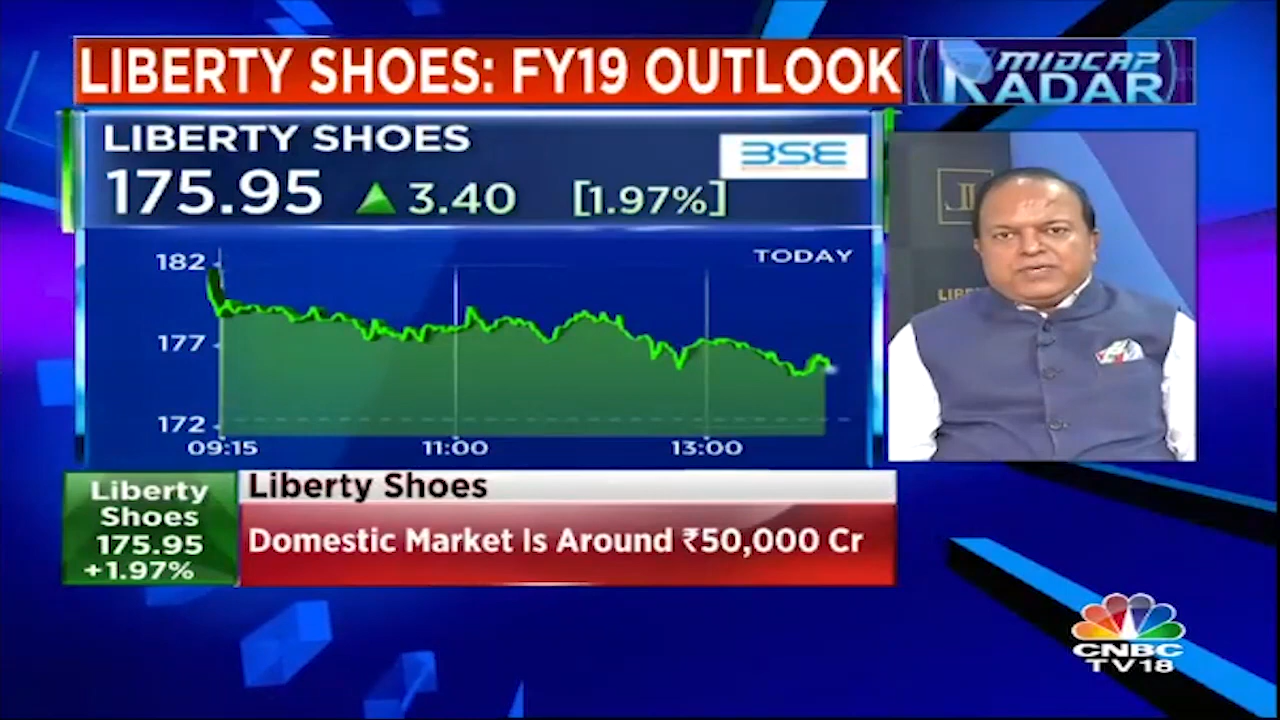 LIBERTY SHOES: FY19 OUTLOOK
MIDCAP
RADAR
LIBERTY SHOES
BSE
175.95 ▲ 3.40 [1.97%]
TODAY
182
177
172
09:15 11:00 13:00
Liberty
Shoes
175.95
+1.97%
Liberty Shoes
Domestic Market Is Around ₹50,000 Cr
CNBC
TV18